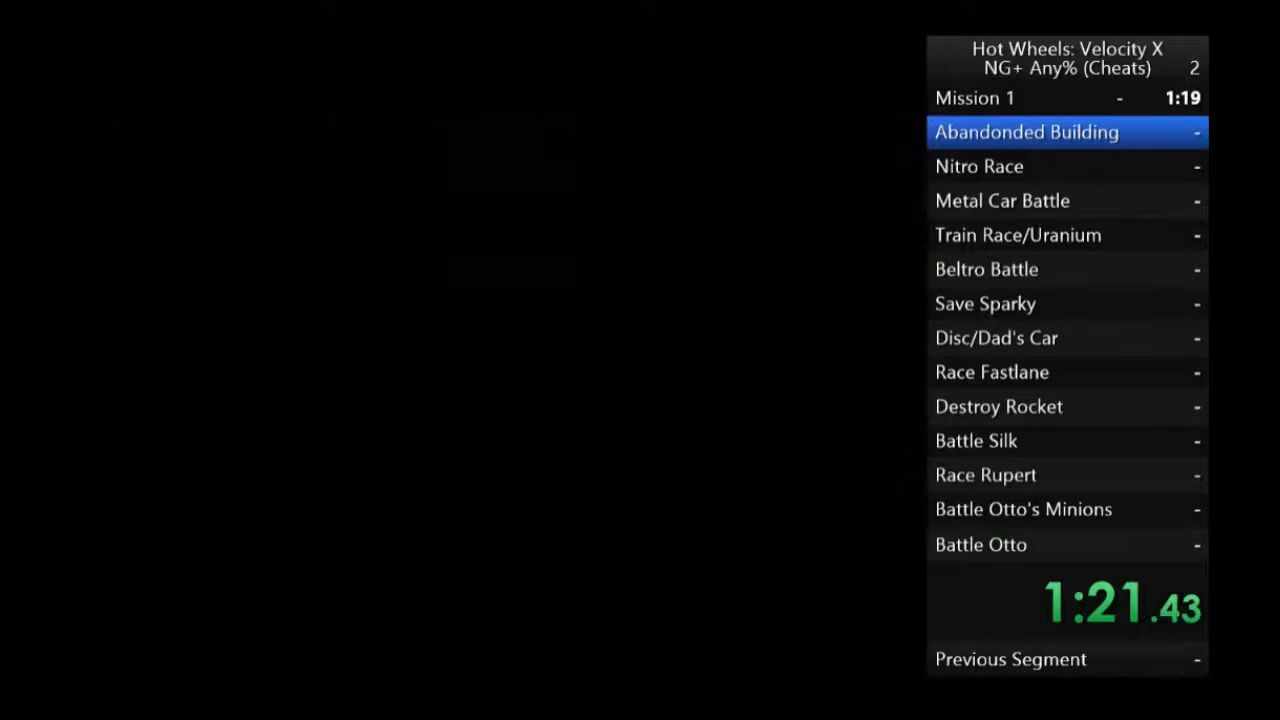 Hot Wheels: Velocity X
NG+ Any% (Cheats) 2
Mission 1 - 1:19
Abandonded Building -
Nitro Race -
Metal Car Battle -
Train Race/Uranium -
Beltro Battle -
Save Sparky -
Disc/Dad's Car -
Race Fastlane -
Destroy Rocket -
Battle Silk -
Race Rupert -
Battle Otto's Minions -
Battle Otto -
1:21.43
Previous Segment -